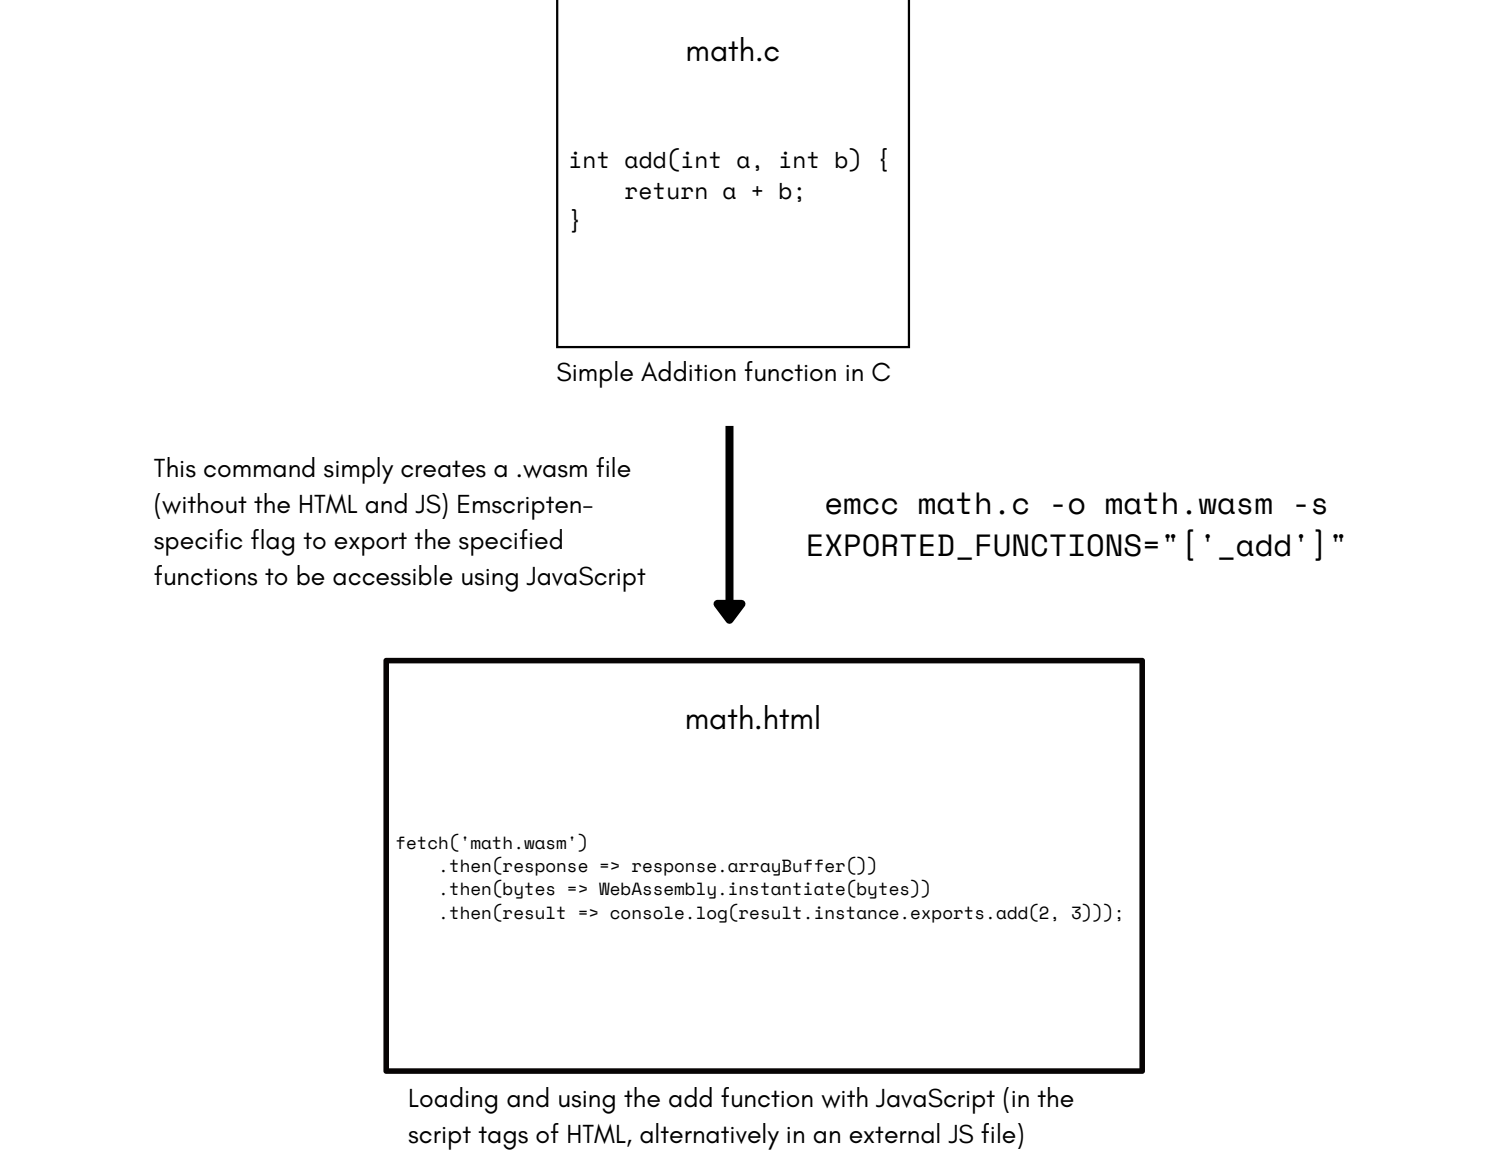 math.c
int add(int a, int b) {
    return a + b;
}
Simple Addition function in C
This command simply creates a .wasm file
(without the HTML and JS) Emscripten-
specific flag to export the specified
functions to be accessible using JavaScript
emcc math.c -o math.wasm -s
EXPORTED_FUNCTIONS="['_add']"
math.html
fetch('math.wasm')
    .then(response => response.arrayBuffer())
    .then(bytes => WebAssembly.instantiate(bytes))
    .then(result => console.log(result.instance.exports.add(2, 3)));
Loading and using the add function with JavaScript (in the
script tags of HTML, alternatively in an external JS file)